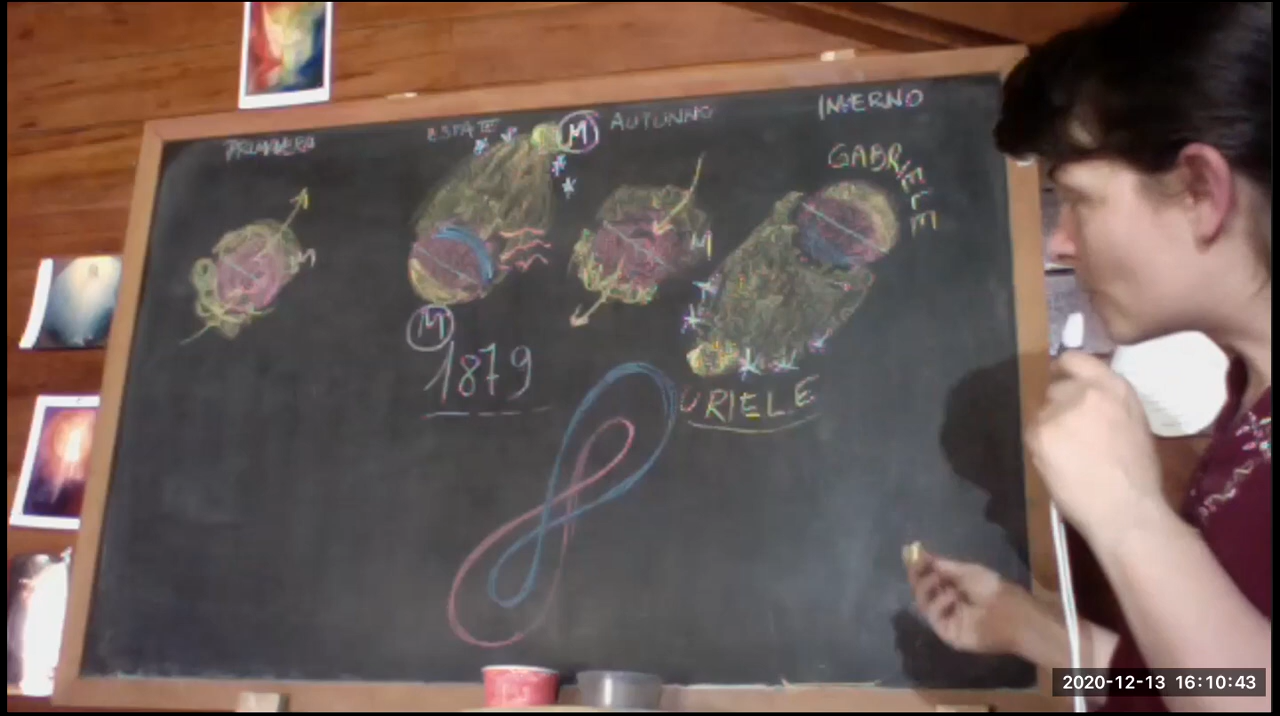 PRIMAVERA
ESTATE
AUTUNNO
INVERNO
M
GABRIELE
M
M
M
1879
URIELE
2020-12-13 16:10:43